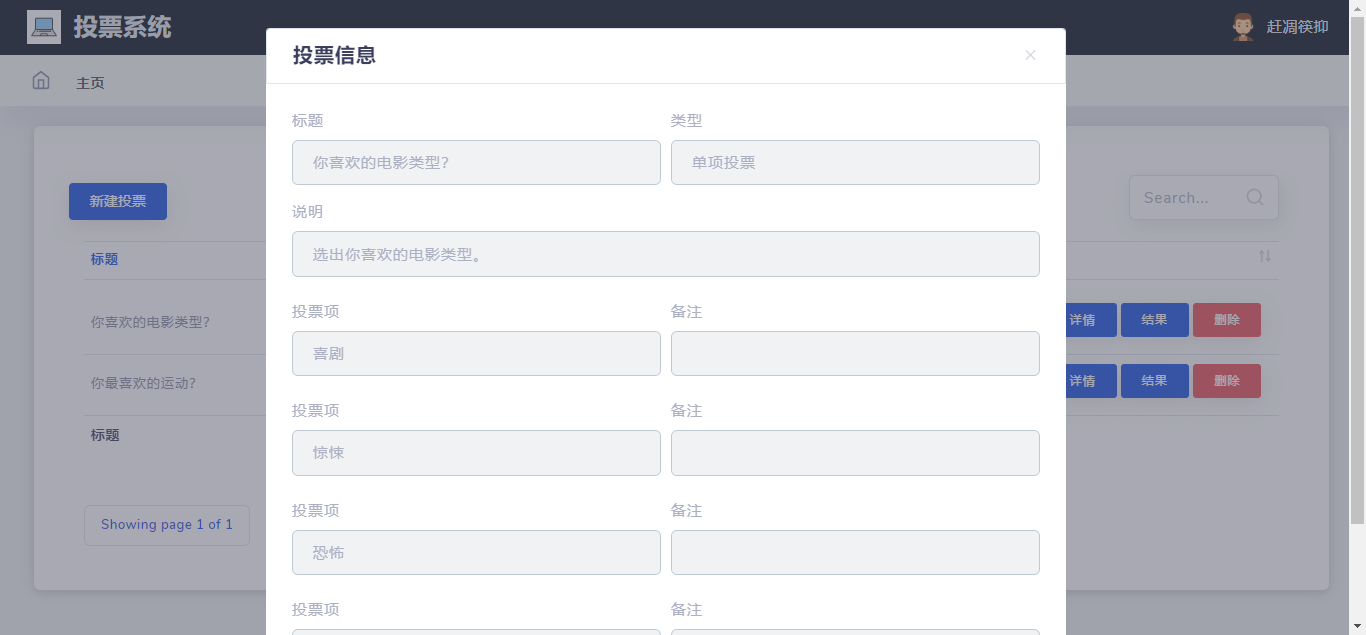 投票系统
赶凋筷抑
主页
投票信息
×
标题 类型
你喜欢的电影类型? 单项投票
说明
选出你喜欢的电影类型。
投票项 备注
喜剧
投票项 备注
惊悚
投票项 备注
恐怖
投票项 备注
新建投票
Search...
标题
你喜欢的电影类型? 详情 结果 删除
你最喜欢的运动? 详情 结果 删除
标题
Showing page 1 of 1